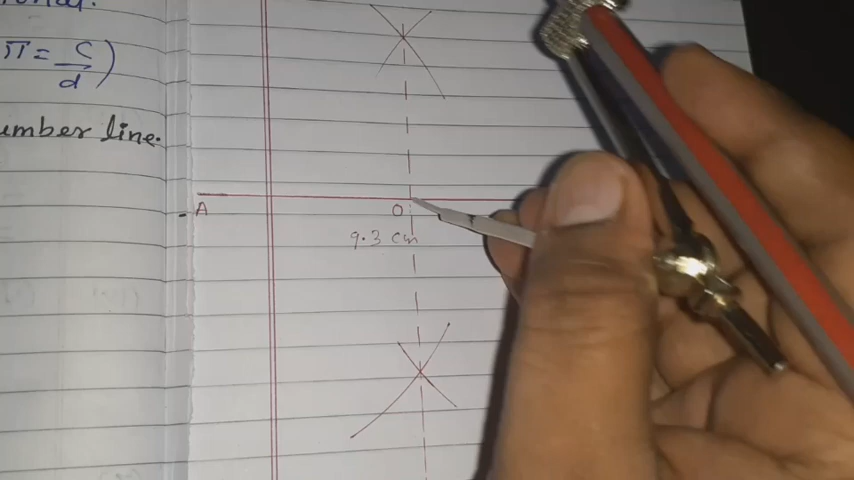 π = C/d)
umber line.
A
O
9.3 cm